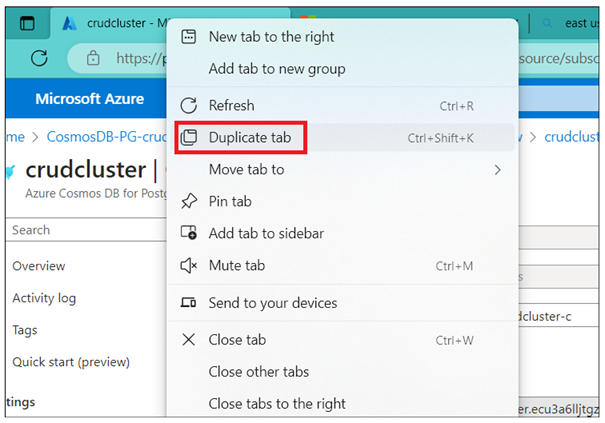 crudcluster - M
east us
https://p
source/subsc
New tab to the right
Add tab to new group
Microsoft Azure
Refresh Ctrl+R
me > CosmosDB-PG-crud
> crudcluster
Duplicate tab Ctrl+Shift+K
crudcluster |
Azure Cosmos DB for Postg
Move tab to
Pin tab
Search
Add tab to sidebar
Overview
Mute tab Ctrl+M
Activity log
Send to your devices
dcluster-c
Tags
Close tab Ctrl+W
Quick start (preview)
Close other tabs
tings
Close tabs to the right
er.ecu3a6lljtgz